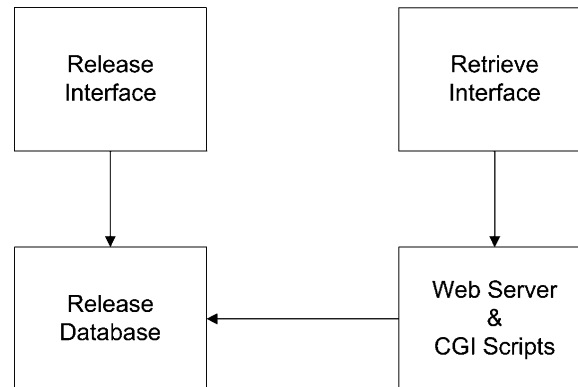 Release
Interface
Retrieve
Interface
Release
Database
Web Server
&
CGI Scripts